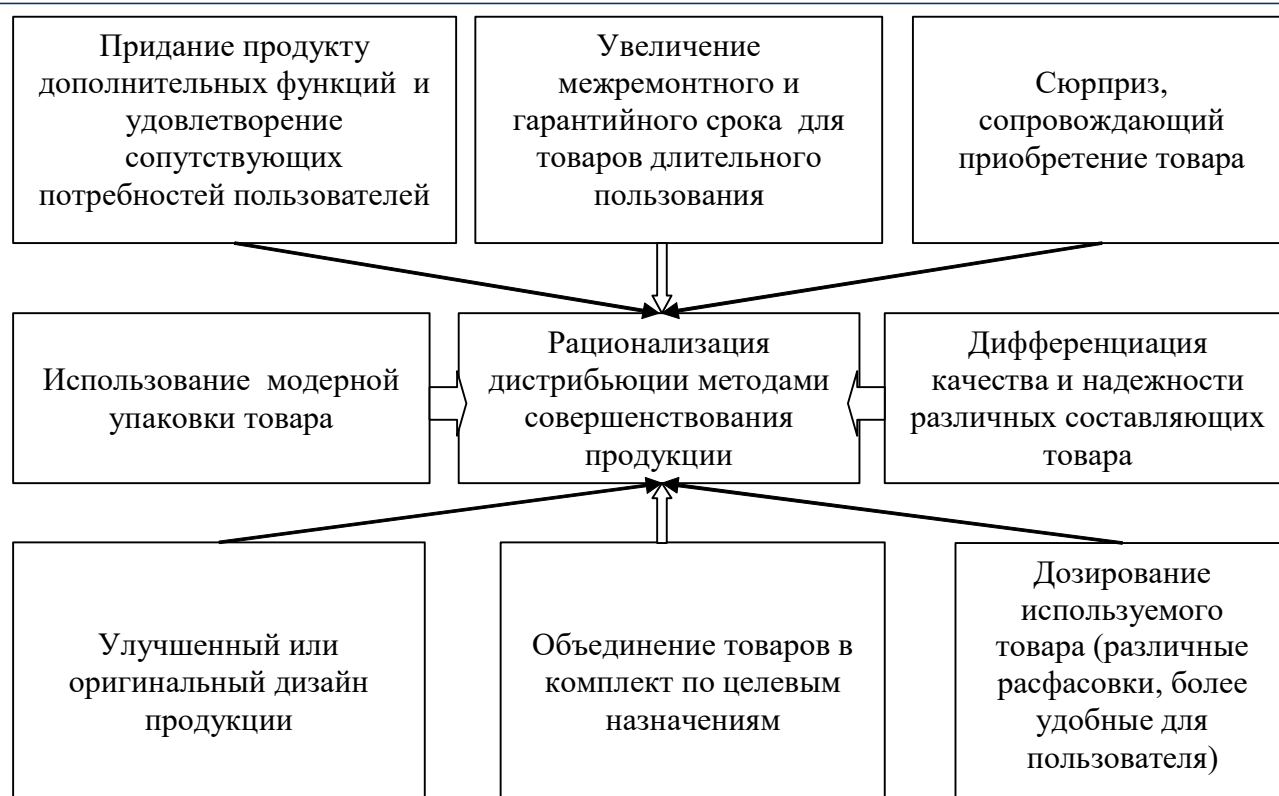 Придание продукту
дополнительных функций и
удовлетворение
сопутствующих
потребностей пользователей
Увеличение
межремонтного и
гарантийного срока для
товаров длительного
пользования
Сюрприз,
сопровождающий
приобретение товара
Использование модерной
упаковки товара
Рационализация
дистрибьюции методами
совершенствования
продукции
Дифференциация
качества и надежности
различных составляющих
товара
Улучшенный или
оригинальный дизайн
продукции
Объединение товаров в
комплект по целевым
назначениям
Дозирование
используемого
товара (различные
расфасовки, более
удобные для
пользователя)